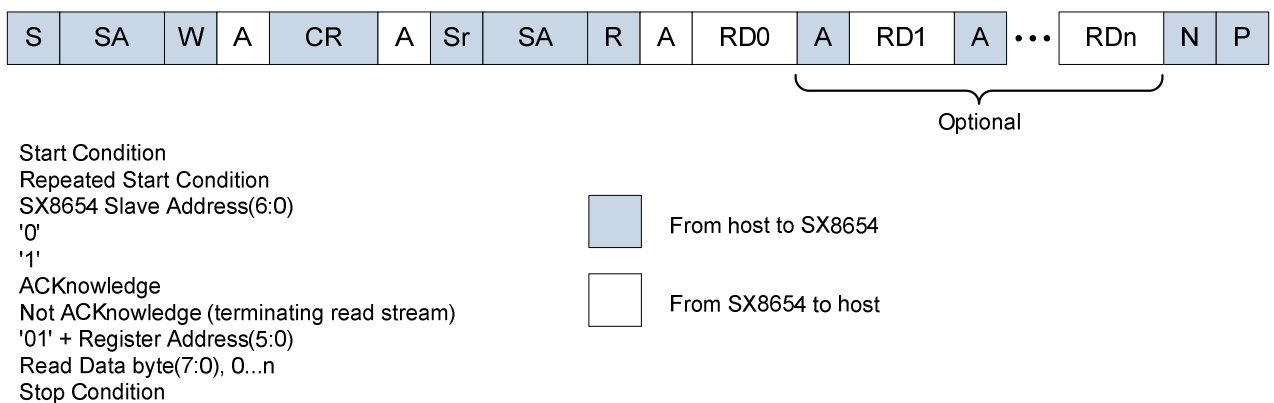 S SA W A CR A Sr SA R A RD0 A RD1 A ••• RDn N P
Optional
Start Condition
Repeated Start Condition
SX8654 Slave Address(6:0)
'0'
'1'
ACKnowledge
Not ACKnowledge (terminating read stream)
'01' + Register Address(5:0)
Read Data byte(7:0), 0...n
Stop Condition
From host to SX8654
From SX8654 to host